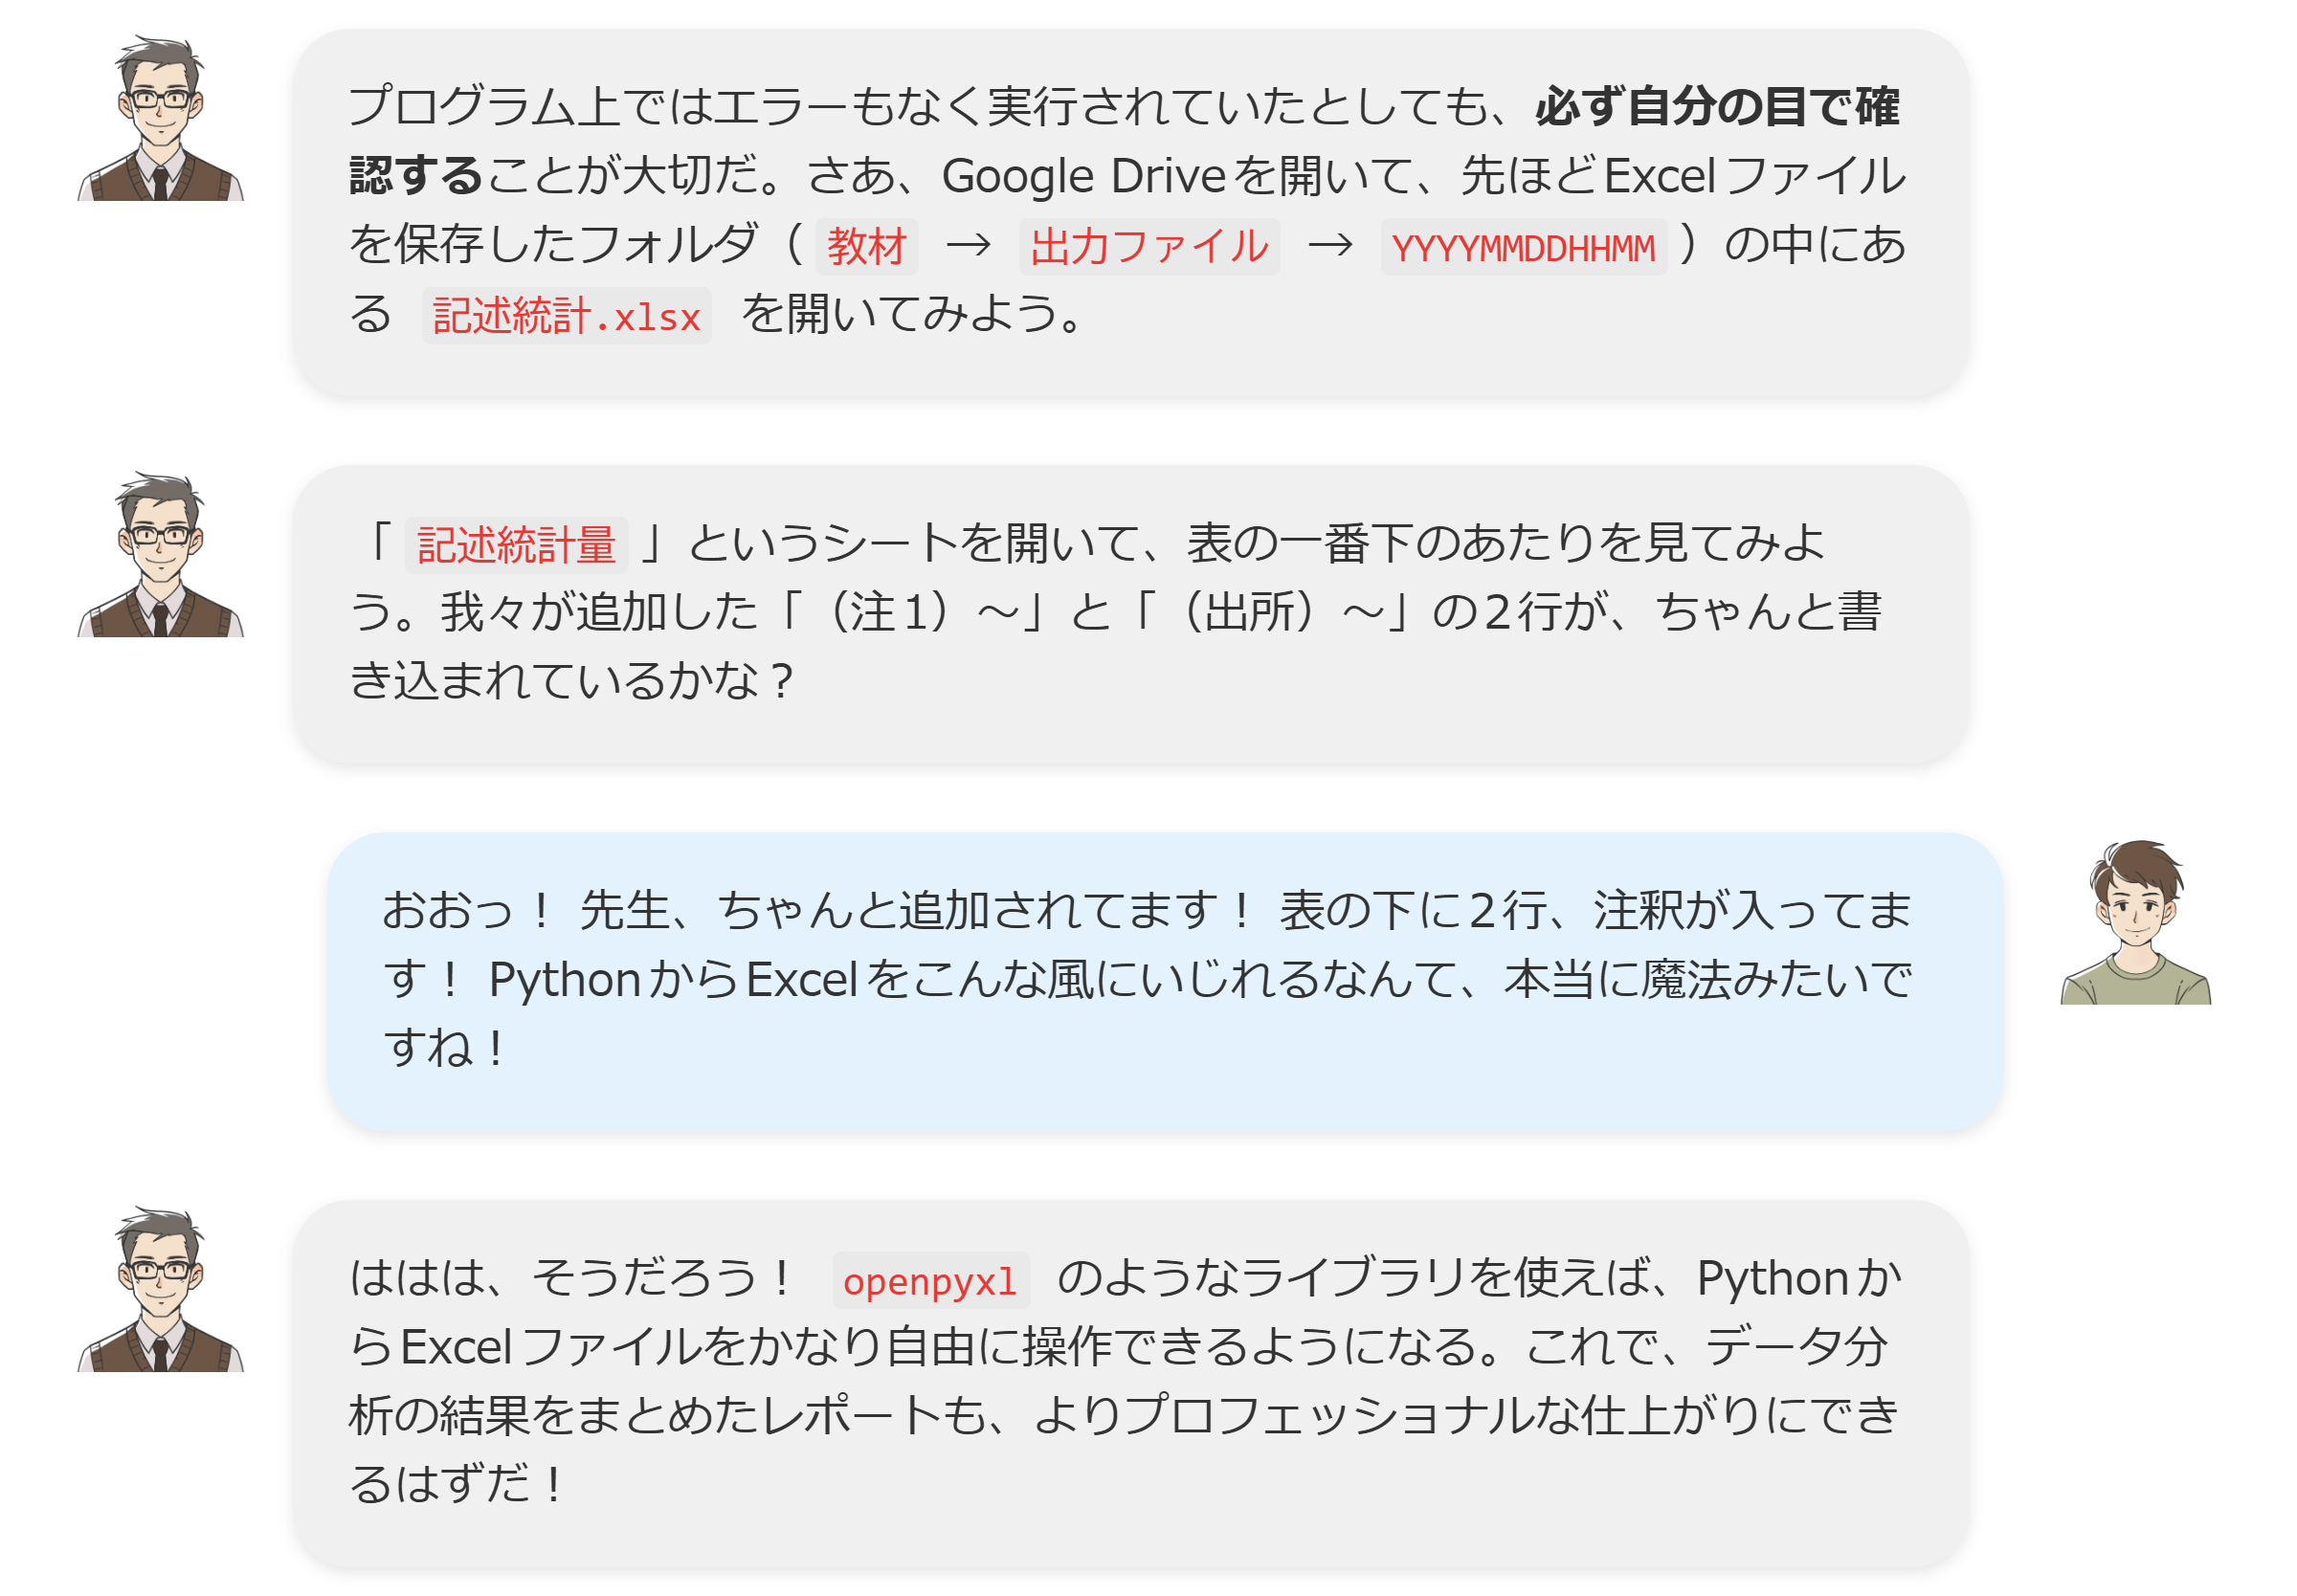 プログラム上ではエラーもなく実行されていたとしても、必ず自分の目で確
認することが大切だ。さあ、Google Driveを開いて、先ほどExcelファイル
を保存したフォルダ（ 教材 → 出力ファイル → YYYYMMDDHHMM ）の中にあ
る 記述統計.xlsx を開いてみよう。
「 記述統計量 」というシートを開いて、表の一番下のあたりを見てみよ
う。我々が追加した「（注1）～」と「（出所）～」の2行が、ちゃんと書
き込まれているかな？
おおっ！ 先生、ちゃんと追加されてます！ 表の下に2行、注釈が入ってま
す！ PythonからExcelをこんな風にいじれるなんて、本当に魔法みたいで
すね！
ははは、そうだろう！ openpyxl のようなライブラリを使えば、Pythonか
らExcelファイルをかなり自由に操作できるようになる。これで、データ分
析の結果をまとめたレポートも、よりプロフェッショナルな仕上がりにでき
るはずだ！